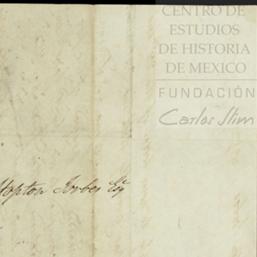 CENTRO DE
ESTUDIOS
DE HISTORIA
DE MEXICO
FUNDACIÓN
Carlos Slim
Hopton Forbes Esq